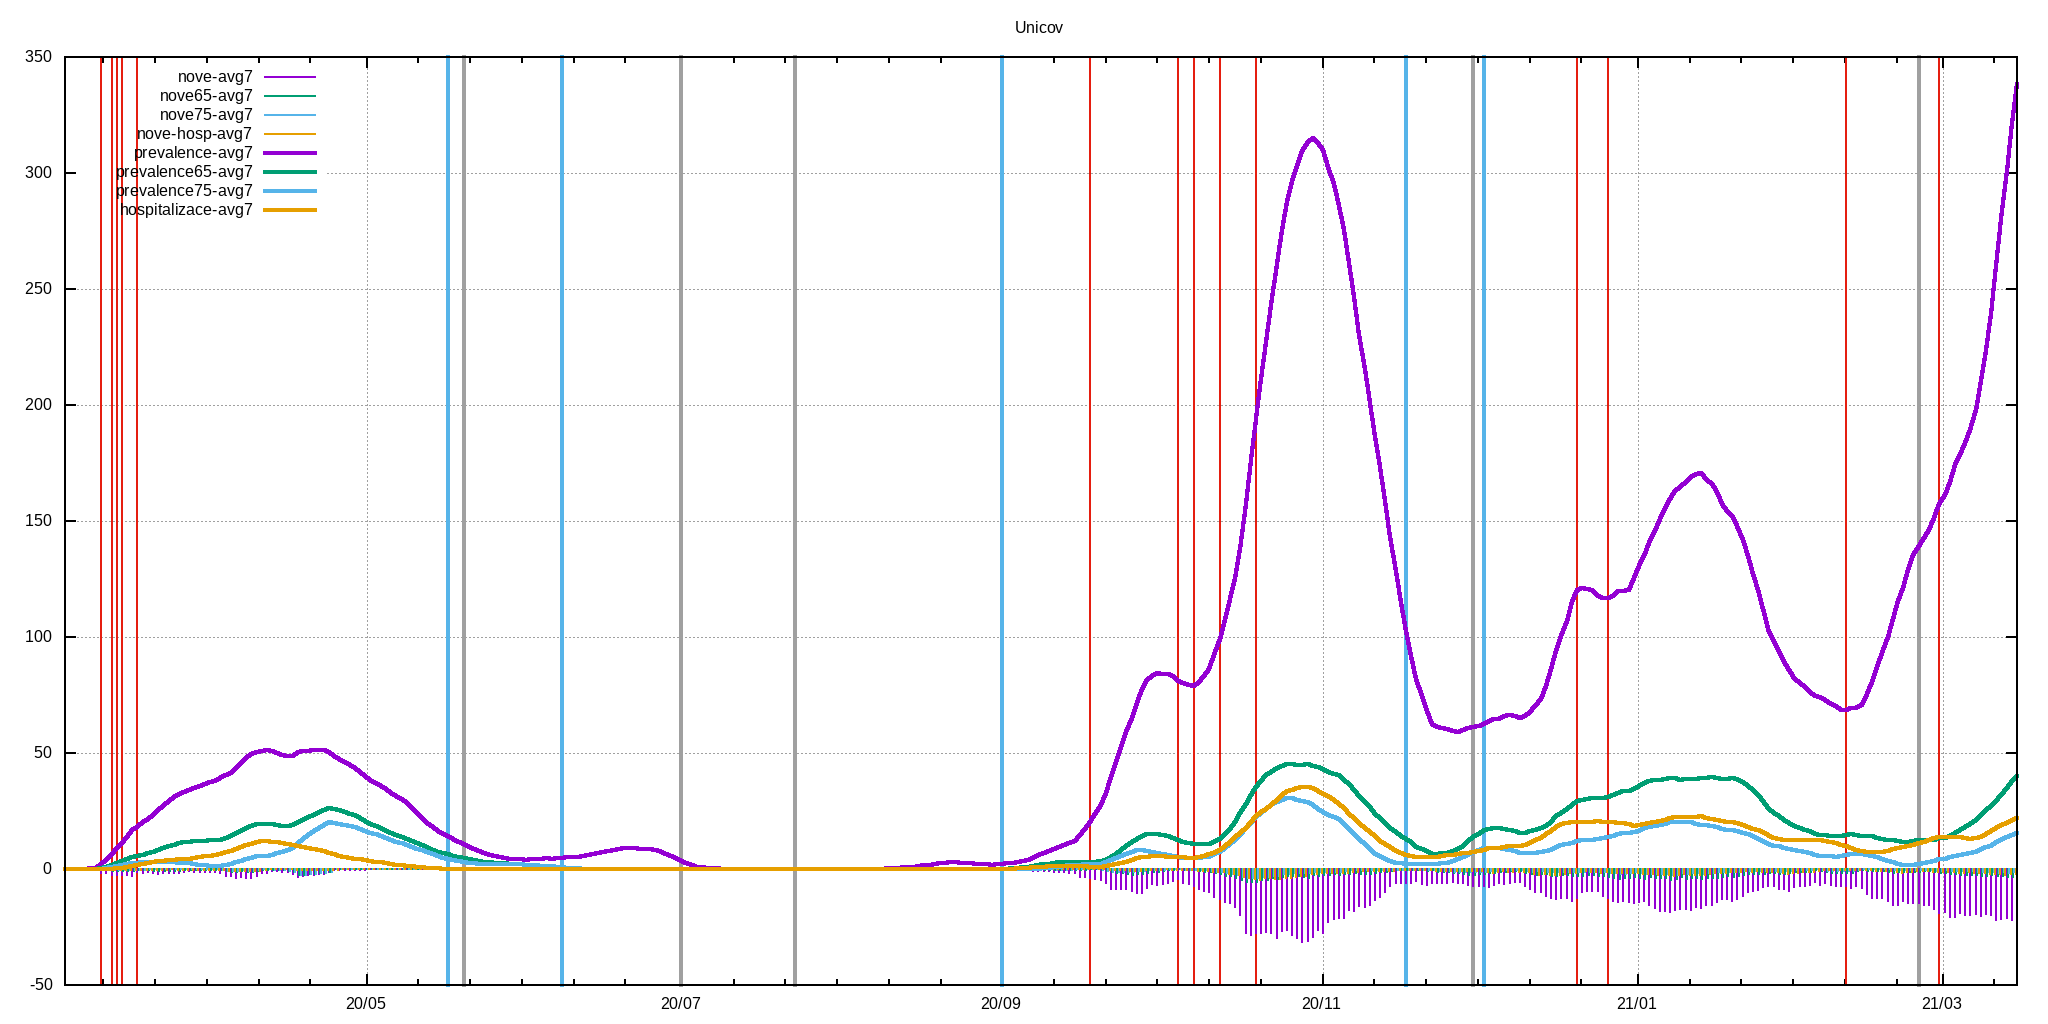 Unicov
350
300
250
200
150
100
50
0
-50
nove-avg7
nove65-avg7
nove75-avg7
nove-hosp-avg7
prevalence-avg7
prevalence65-avg7
prevalence75-avg7
hospitalizace-avg7
20/05 20/07 20/09 20/11 21/01 21/03